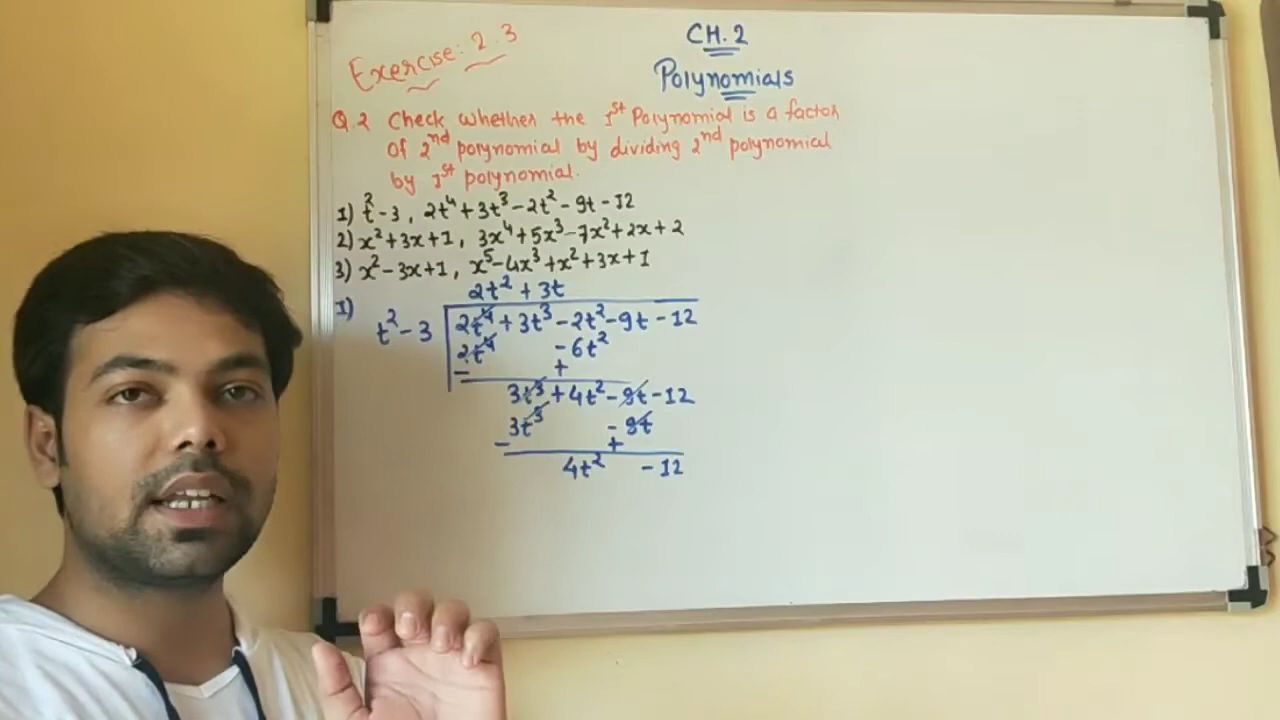 Exercise: 2.3
CH. 2
Polynomials
Q.2 Check whether the 1st Polynomial is a factor
of 2nd polynomial by dividing 2nd polynomial
by 1st polynomial.
1) t² - 3, 2t⁴ + 3t³ - 2t² - 9t - 12
2) x² + 3x + 1, 3x⁴ + 5x³ - 7x² + 2x + 2
3) x² - 3x + 1, x⁵ - 4x³ + x² + 3x + 1
1)
2t² + 3t
t² - 3 2t⁴ + 3t³ - 2t² - 9t - 12
2t⁴ - 6t²
- +
3t³ + 4t² - 9t - 12
3t³ - 9t
- +
4t² - 12